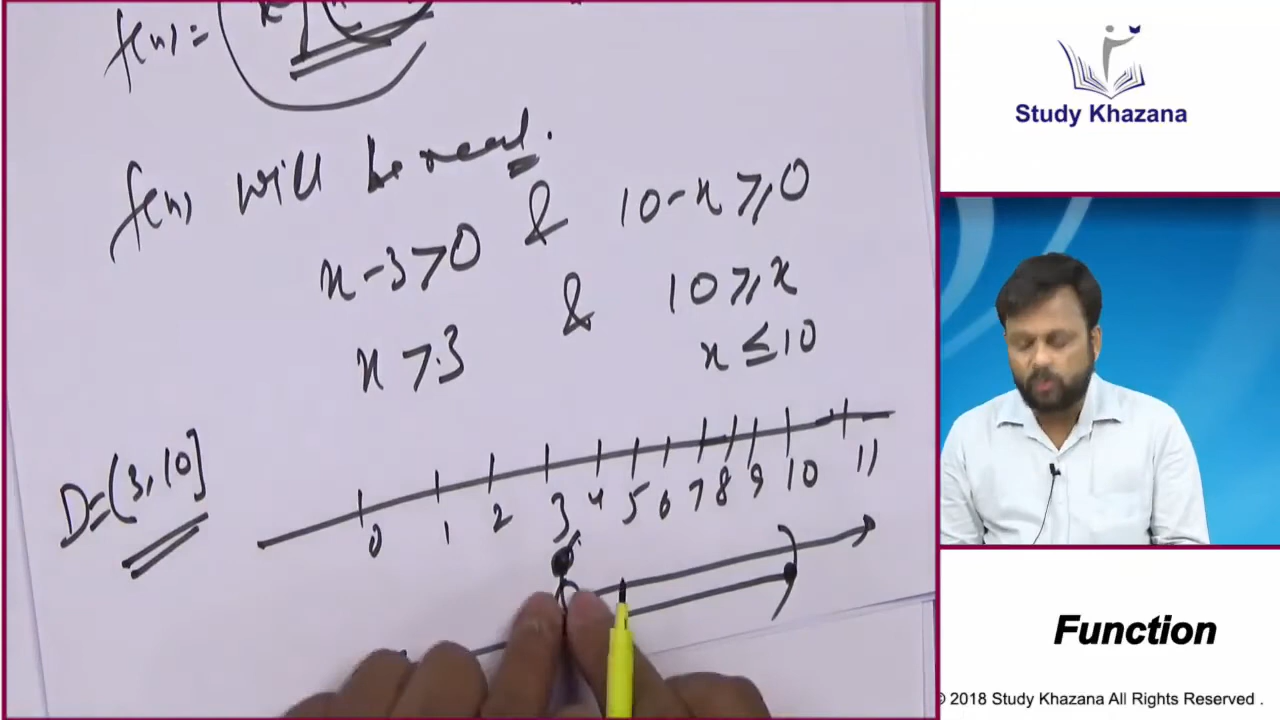 f(x) =
f(x) will be real.
x-3>0 & 10-x⩾0
x>3 & 10⩾x
x≤10
D=(3,10]
0 1 2 3 4 5 6 7 8 9 10 11
Study Khazana
Function
© 2018 Study Khazana All Rights Reserved .